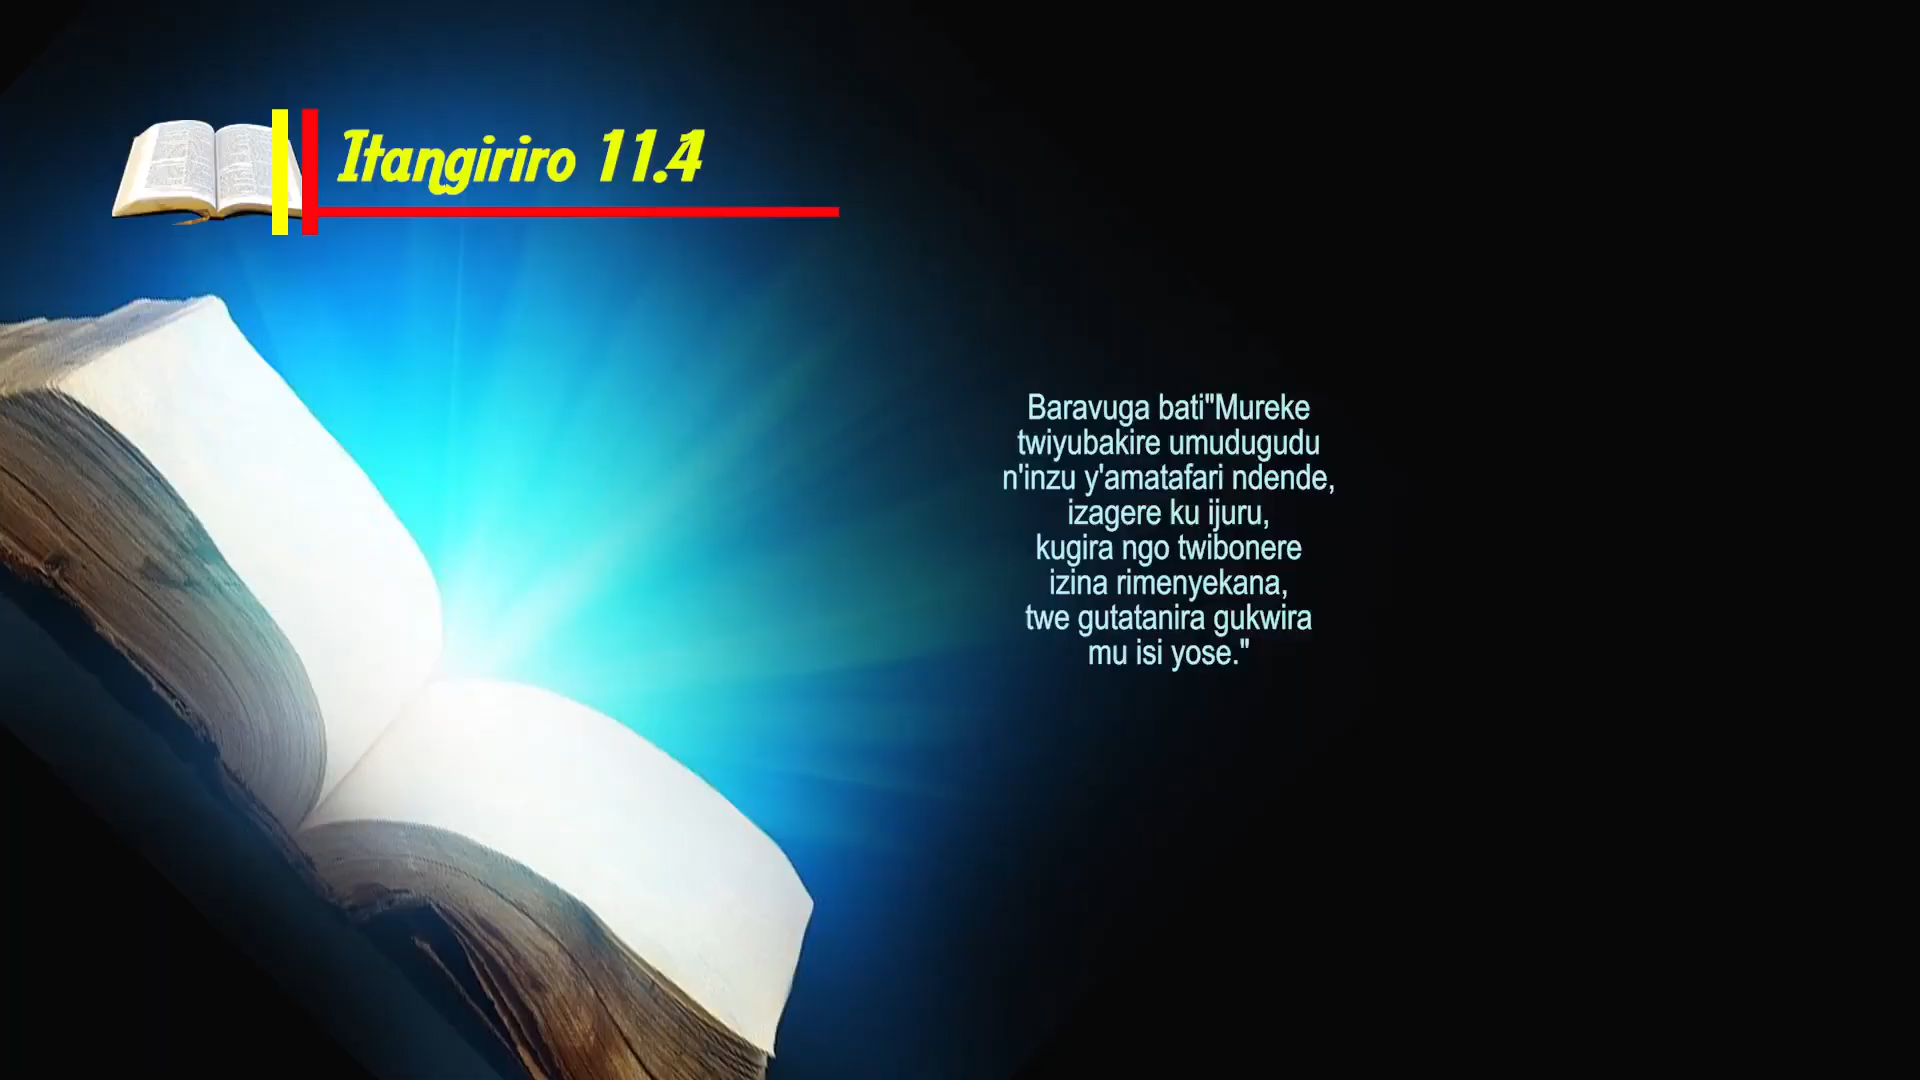 Itangiriro 11.4
Baravuga bati"Mureke
twiyubakire umudugudu
n'inzu y'amatafari ndende,
izagere ku ijuru,
kugira ngo twibonere
izina rimenyekana,
twe gutatanira gukwira
mu isi yose."